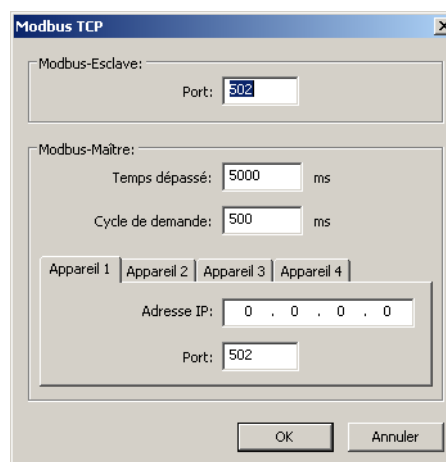 Modbus TCP
Modbus-Esclave:
Port: 502
Modbus-Maître:
Temps dépassé: 5000 ms
Cycle de demande: 500 ms
Appareil 1 Appareil 2 Appareil 3 Appareil 4
Adresse IP: 0 . 0 . 0 . 0
Port: 502
OK Annuler